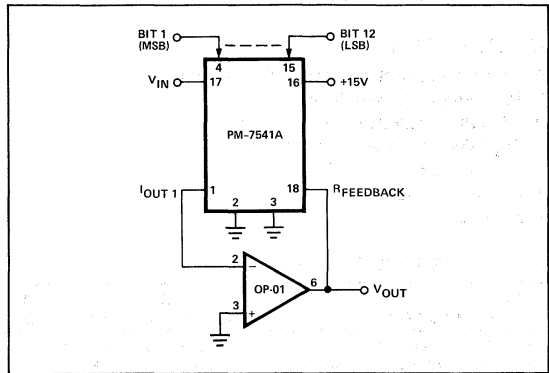 BIT 1
(MSB)
BIT 12
(LSB)
4
15
VIN
17
16
+15V
PM-7541A
IOUT 1
1
18
RFEEDBACK
2
3
2
−
OP-01
6
VOUT
3
+